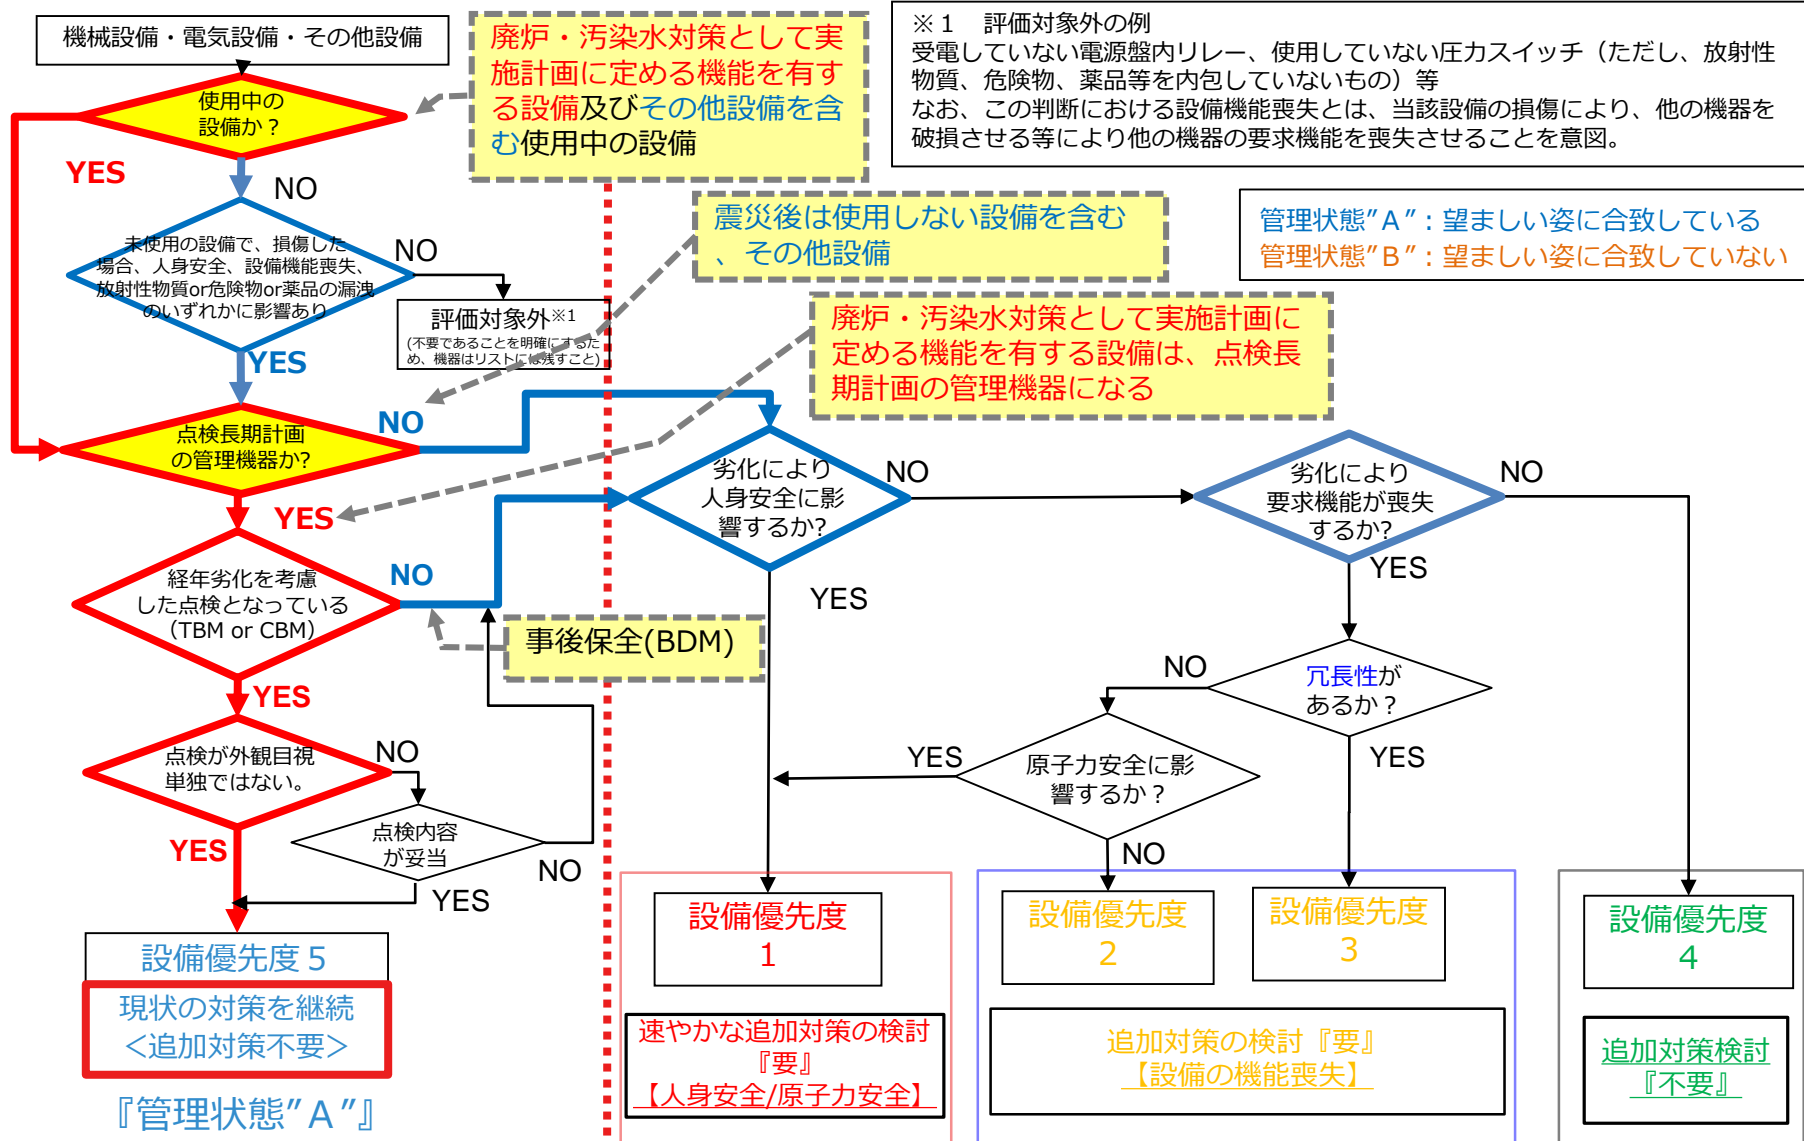 機械設備・電気設備・その他設備
使用中の
設備か？
YES
NO
廃炉・汚染水対策として実
施計画に定める機能を有す
る設備及びその他設備を含
む使用中の設備
※１　評価対象外の例
受電していない電源盤内リレー、使用していない圧力スイッチ（ただし、放射性
物質、危険物、薬品等を内包していないもの）等
なお、この判断における設備機能喪失とは、当該設備の損傷により、他の機器を
破損させる等により他の機器の要求機能を喪失させることを意図。
管理状態”Ａ”：望ましい姿に合致している
管理状態”Ｂ”：望ましい姿に合致していない
震災後は使用しない設備を含む
、その他設備
未使用の設備で、損傷した
場合、人身安全、設備機能喪失、
放射性物質or危険物or薬品の漏洩
のいずれかに影響あり
NO
YES
評価対象外※1
(不要であることを明確にするた
め、機器はリストには残すこと)
廃炉・汚染水対策として実施計画に
定める機能を有する設備は、点検長
期計画の管理機器になる
点検長期計画
の管理機器か?
NO
YES
劣化により
人身安全に影
響するか?
NO
YES
劣化により
要求機能が喪失
するか?
NO
YES
経年劣化を考慮
した点検となっている
（TBM or CBM）
NO
YES
事後保全(BDM)
冗長性が
あるか？
NO
YES
点検が外観目視
単独ではない。
NO
YES
原子力安全に影
響するか？
YES
NO
点検内容
が妥当
NO
YES
設備優先度５
現状の対策を継続
＜追加対策不要＞
『管理状態”Ａ”』
設備優先度
1
速やかな追加対策の検討
『要』
【人身安全/原子力安全】
設備優先度
2
設備優先度
3
追加対策の検討『要』
【設備の機能喪失】
設備優先度
4
追加対策検討
『不要』